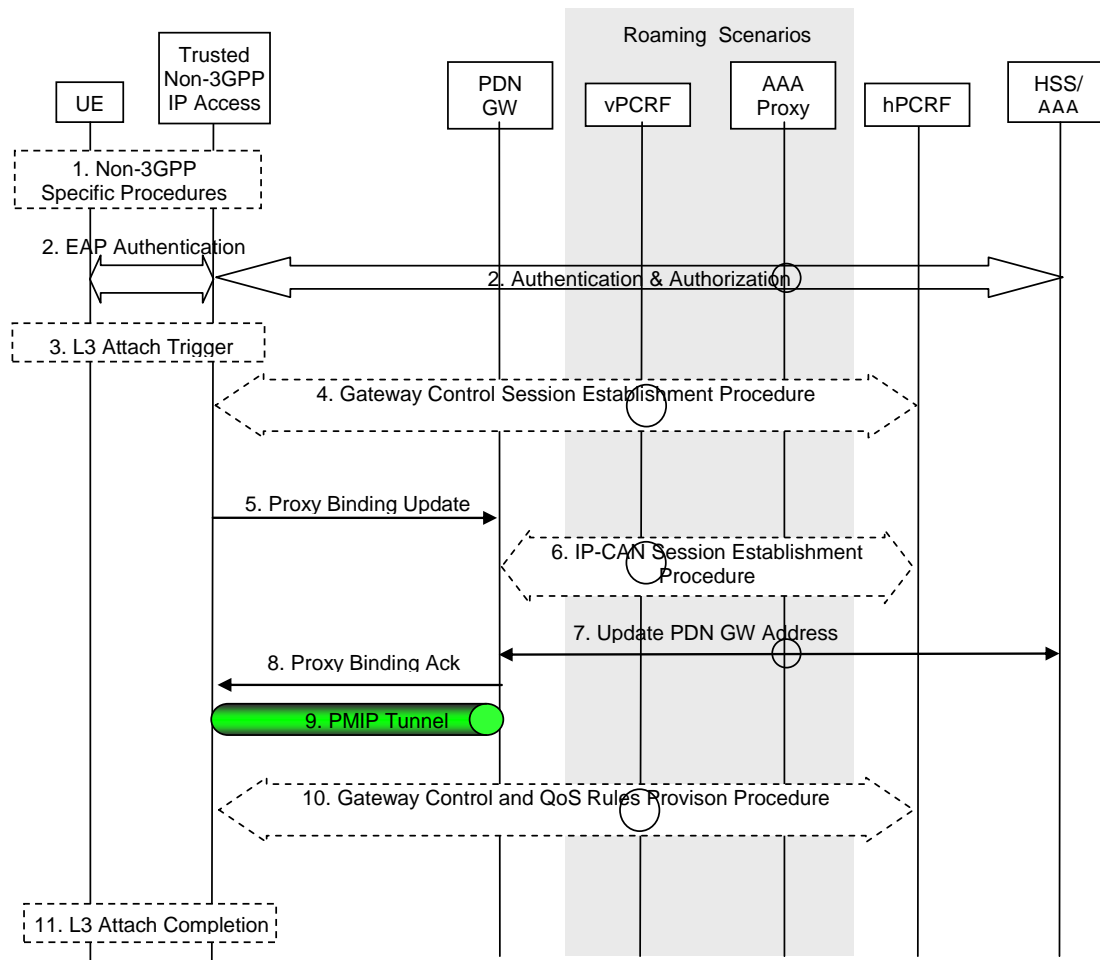 Roaming Scenarios
UE
Trusted
Non-3GPP
IP Access
PDN
GW
vPCRF
AAA
Proxy
hPCRF
HSS/
AAA
1. Non-3GPP
Specific Procedures
2. EAP Authentication
2. Authentication & Authorization
3. L3 Attach Trigger
4. Gateway Control Session Establishment Procedure
5. Proxy Binding Update
6. IP-CAN Session Establishment
Procedure
7. Update PDN GW Address
8. Proxy Binding Ack
9. PMIP Tunnel
10. Gateway Control and QoS Rules Provison Procedure
11. L3 Attach Completion